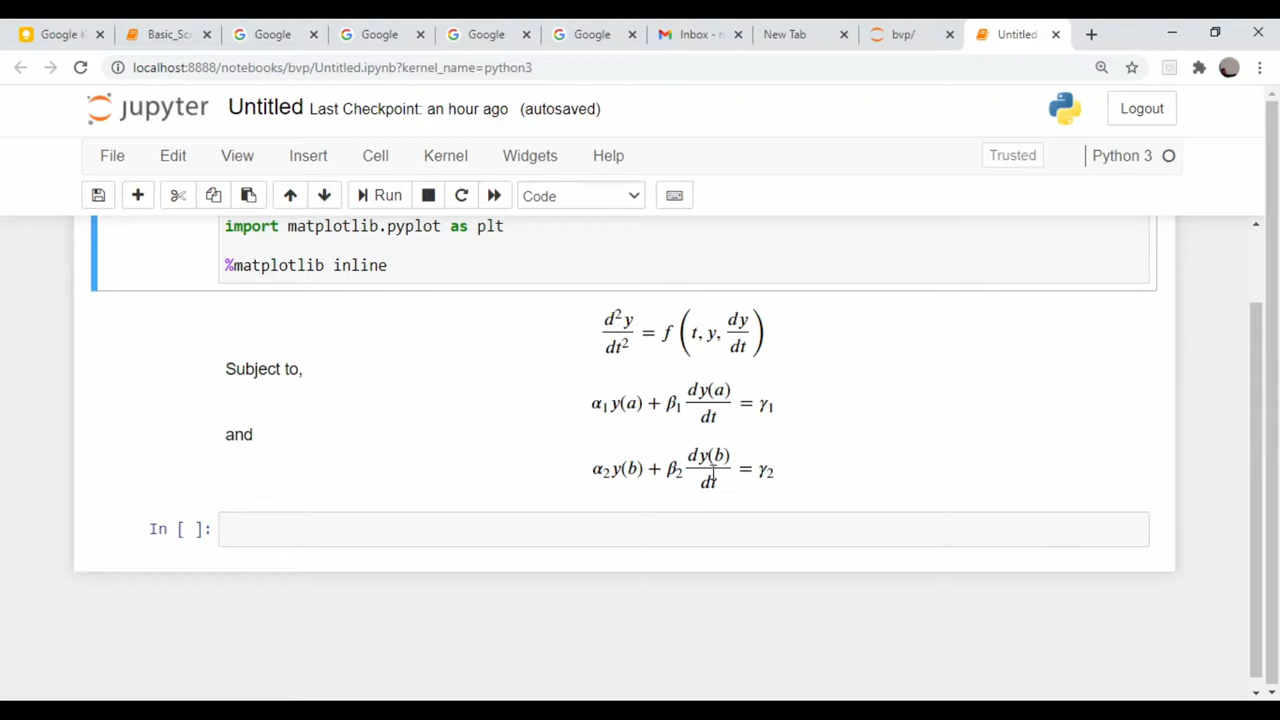 Google K
Basic_Scr
Google
Google
Google
Google
Inbox - n
New Tab
bvp/
Untitled
localhost:8888/notebooks/bvp/Untitled.ipynb?kernel_name=python3
jupyter Untitled Last Checkpoint: an hour ago (autosaved)
Logout
File Edit View Insert Cell Kernel Widgets Help
Trusted
Python 3
Run
Code
import matplotlib.pyplot as plt
%matplotlib inline
d²y/dt² = f(t, y, dy/dt)
Subject to,
α₁y(a) + β₁ dy(a)/dt = γ₁
and
α₂y(b) + β₂ dy(b)/dt = γ₂
In [ ]: